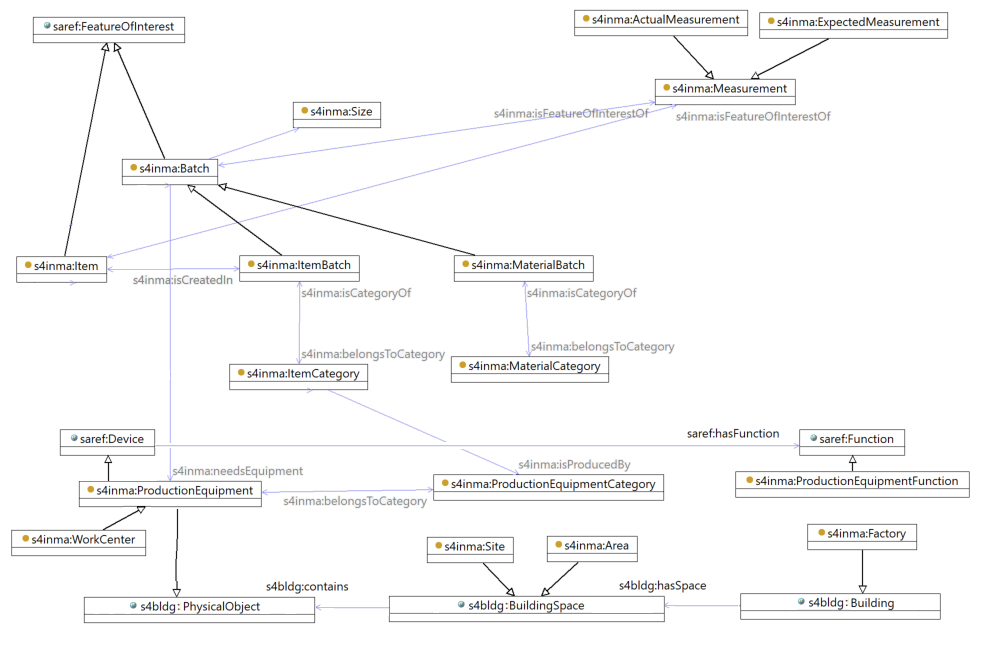 s4inma:ActualMeasurement
s4inma:ExpectedMeasurement
saref:FeatureOfInterest
s4inma:Measurement
s4inma:Size
s4inma:isFeatureOfInterestOf
s4inma:isFeatureOfInterestOf
s4inma:Batch
s4inma:Item
s4inma:ItemBatch
s4inma:MaterialBatch
s4inma:isCreatedIn
s4inma:isCategoryOf
s4inma:isCategoryOf
s4inma:belongsToCategory
s4inma:belongsToCategory
s4inma:ItemCategory
s4inma:MaterialCategory
saref:Device
saref:hasFunction
saref:Function
s4inma:needsEquipment
s4inma:isProducedBy
s4inma:ProductionEquipment
s4inma:belongsToCategory
s4inma:ProductionEquipmentCategory
s4inma:ProductionEquipmentFunction
s4inma:WorkCenter
s4inma:Site
s4inma:Area
s4inma:Factory
s4bldg:contains
s4bldg:hasSpace
s4bldg: PhysicalObject
s4bldg:BuildingSpace
s4bldg: Building